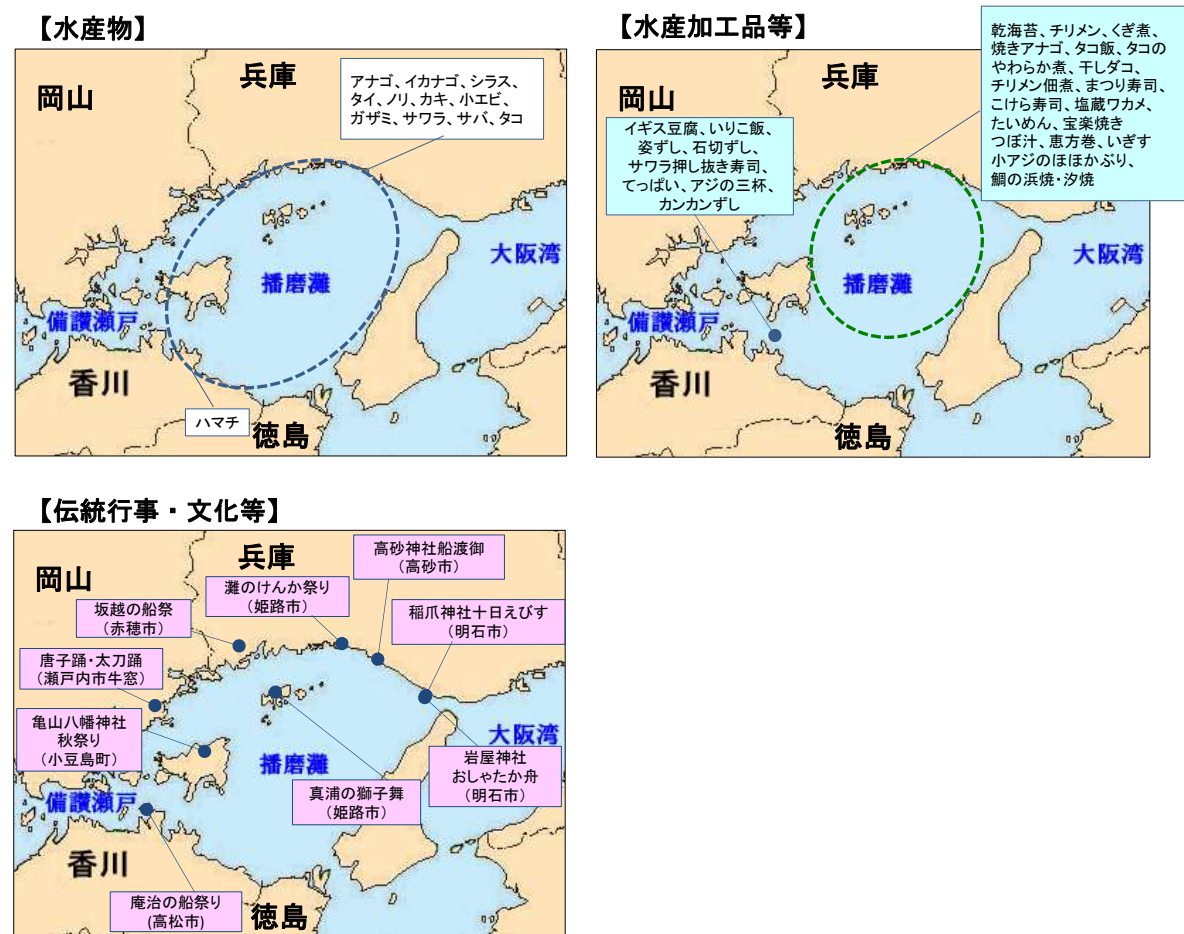 【水産物】
兵庫
岡山
アナゴ、イカナゴ、シラス、
タイ、ノリ、カキ、小エビ、
ガザミ、サワラ、サバ、タコ
大阪湾
播磨灘
備讃瀬戸
香川
ハマチ
徳島
【水産加工品等】
兵庫
岡山
乾海苔、チリメン、くぎ煮、
焼きアナゴ、タコ飯、タコの
やわらか煮、干しダコ、
チリメン佃煮、まつり寿司、
こけら寿司、塩蔵ワカメ、
たいめん、宝楽焼き
つぼ汁、恵方巻、いぎす
小アジのほほかぶり、
鯛の浜焼・汐焼
イギス豆腐、いりこ飯、
姿ずし、石切ずし、
サワラ押し抜き寿司、
てっぱい、アジの三杯、
カンカンずし
大阪湾
播磨灘
備讃瀬戸
香川
徳島
【伝統行事・文化等】
兵庫
岡山
高砂神社船渡御
（高砂市）
灘のけんか祭り
（姫路市）
坂越の船祭
（赤穂市）
稲爪神社十日えびす
（明石市）
唐子踊・太刀踊
（瀬戸内市牛窓）
亀山八幡神社
秋祭り
（小豆島町）
大阪湾
播磨灘
岩屋神社
おしゃたか舟
（明石市）
真浦の獅子舞
（姫路市）
備讃瀬戸
香川
庵治の船祭り
(高松市)
徳島